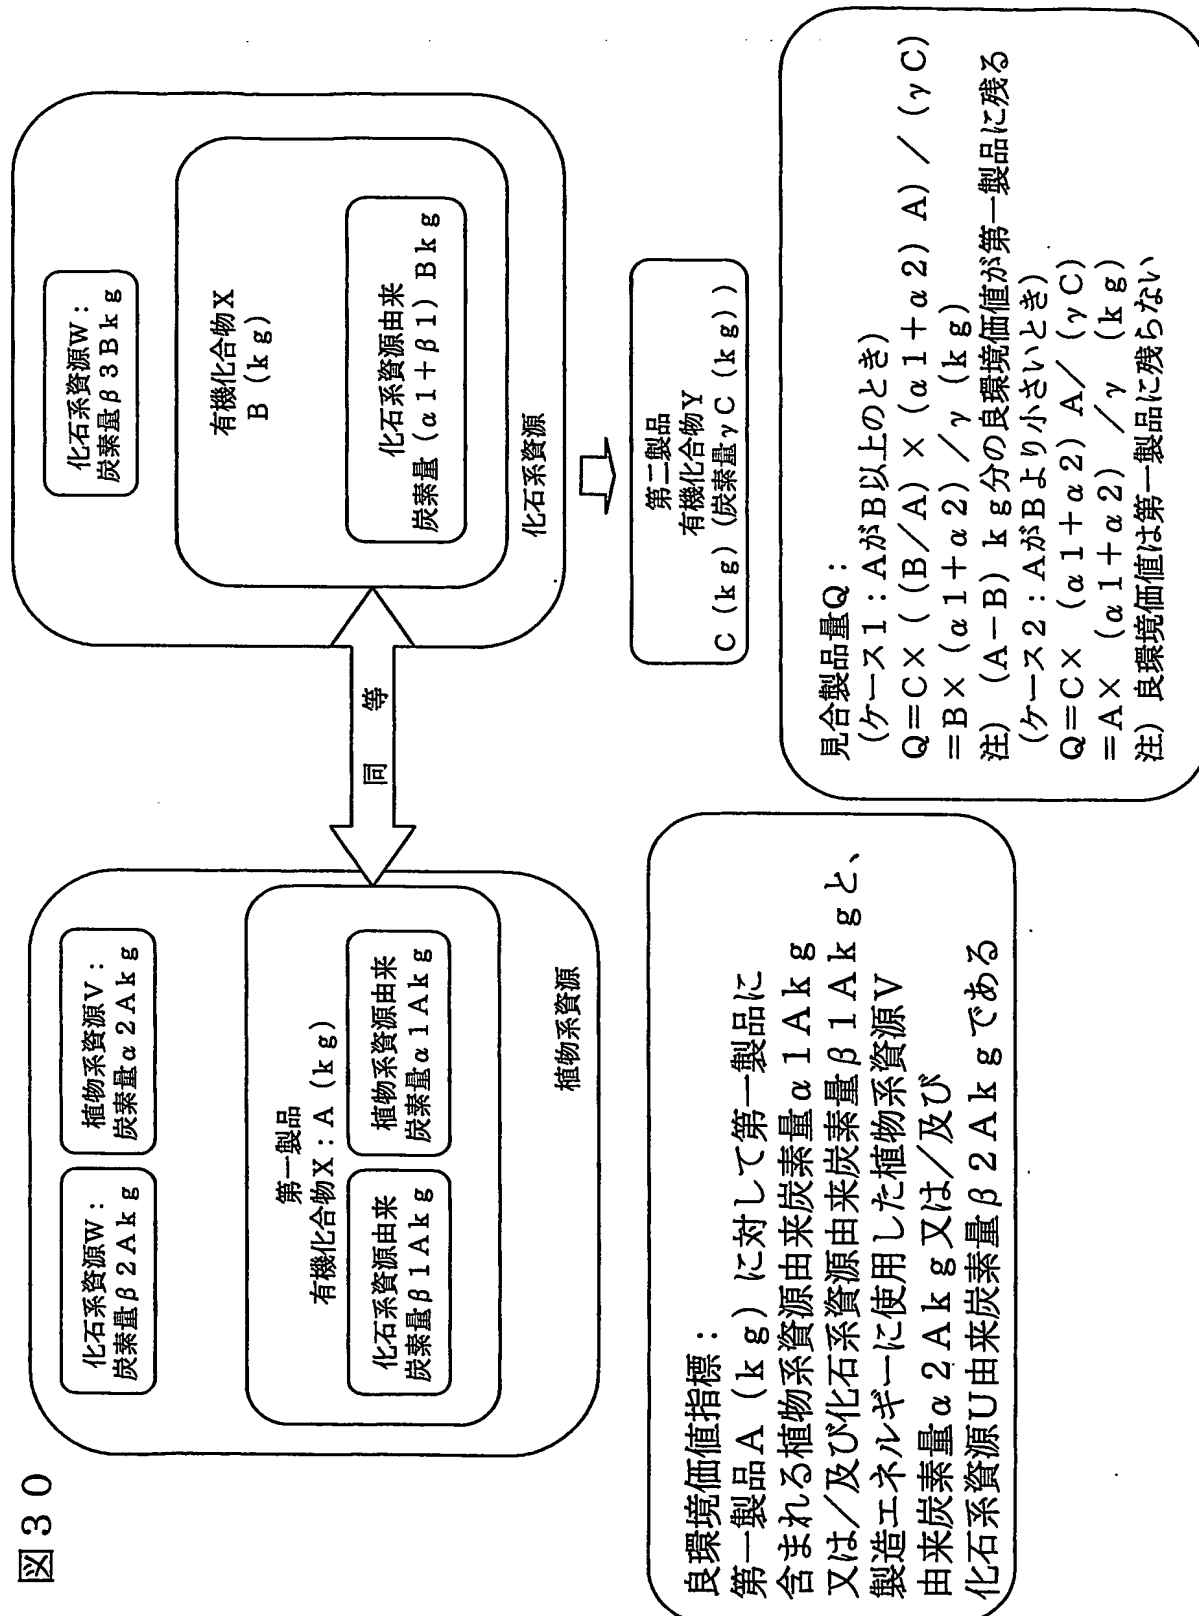 図30
化石系資源W：
炭素量β2Akg
植物系資源V：
炭素量α2Akg
第一製品
有機化合物X：A（kg）
化石系資源由来
炭素量β1Akg
植物系資源由来
炭素量α1Akg
植物系資源
同　等
化石系資源W：
炭素量β3Bkg
有機化合物X
B（kg）
化石系資源由来
炭素量（α1＋β1）Bkg
化石系資源
第二製品
有機化合物Y
C（kg）（炭素量γC（kg））
良環境価値指標：
第一製品A（kg）に対して第一製品に
含まれる植物系資源由来炭素量α1Akg
又は／及び化石系資源由来炭素量β1Akgと、
製造エネルギーに使用した植物系資源V
由来炭素量α2Akg又は／及び
化石系資源U由来炭素量β2Akgである
見合製品量Q：
（ケース1：AがB以上のとき）
Q＝C×（（B／A）×（α1＋α2）A）／（γC）
＝B×（α1＋α2）／γ（kg）
注）（A－B）kg分の良環境価値が第一製品に残る
（ケース2：AがBより小さいとき）
Q＝C×（α1＋α2）A／（γC）
＝A×（α1＋α2）／γ（kg）
注）良環境価値は第一製品に残らない